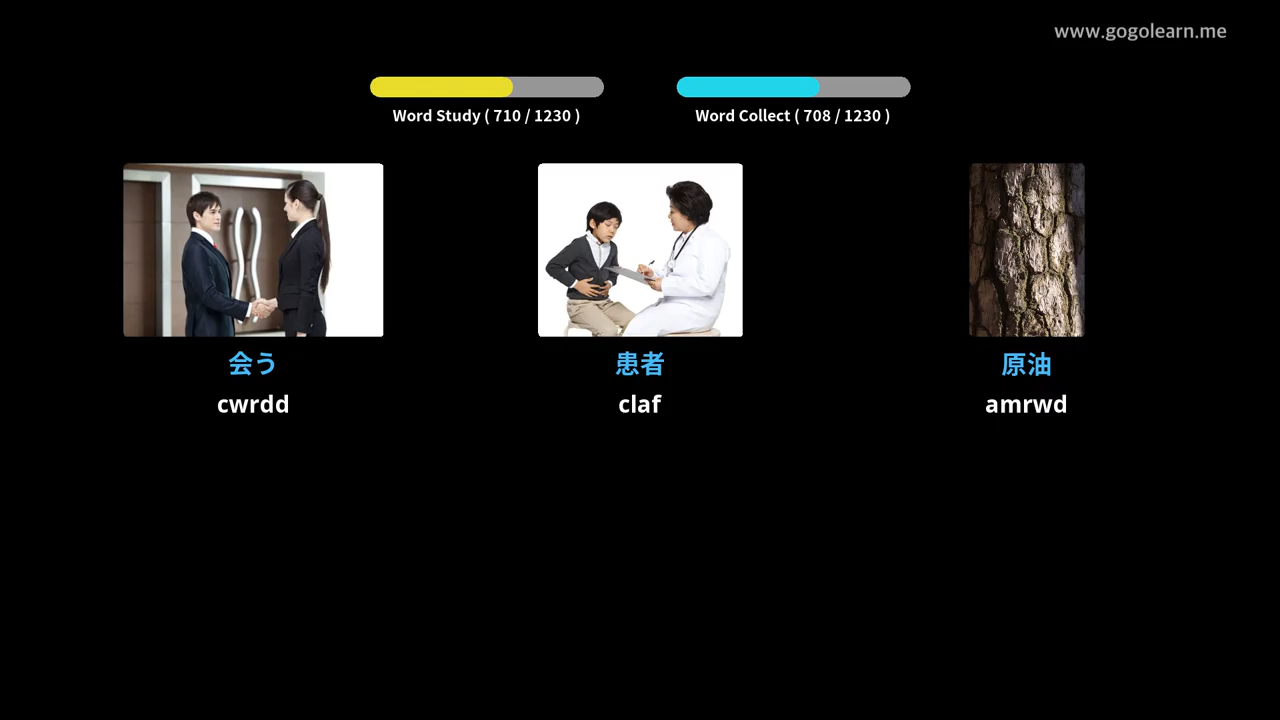 www.gogolearn.me
Word Study ( 710 / 1230 )
Word Collect ( 708 / 1230 )
会う
患者
原油
cwrdd
claf
amrwd